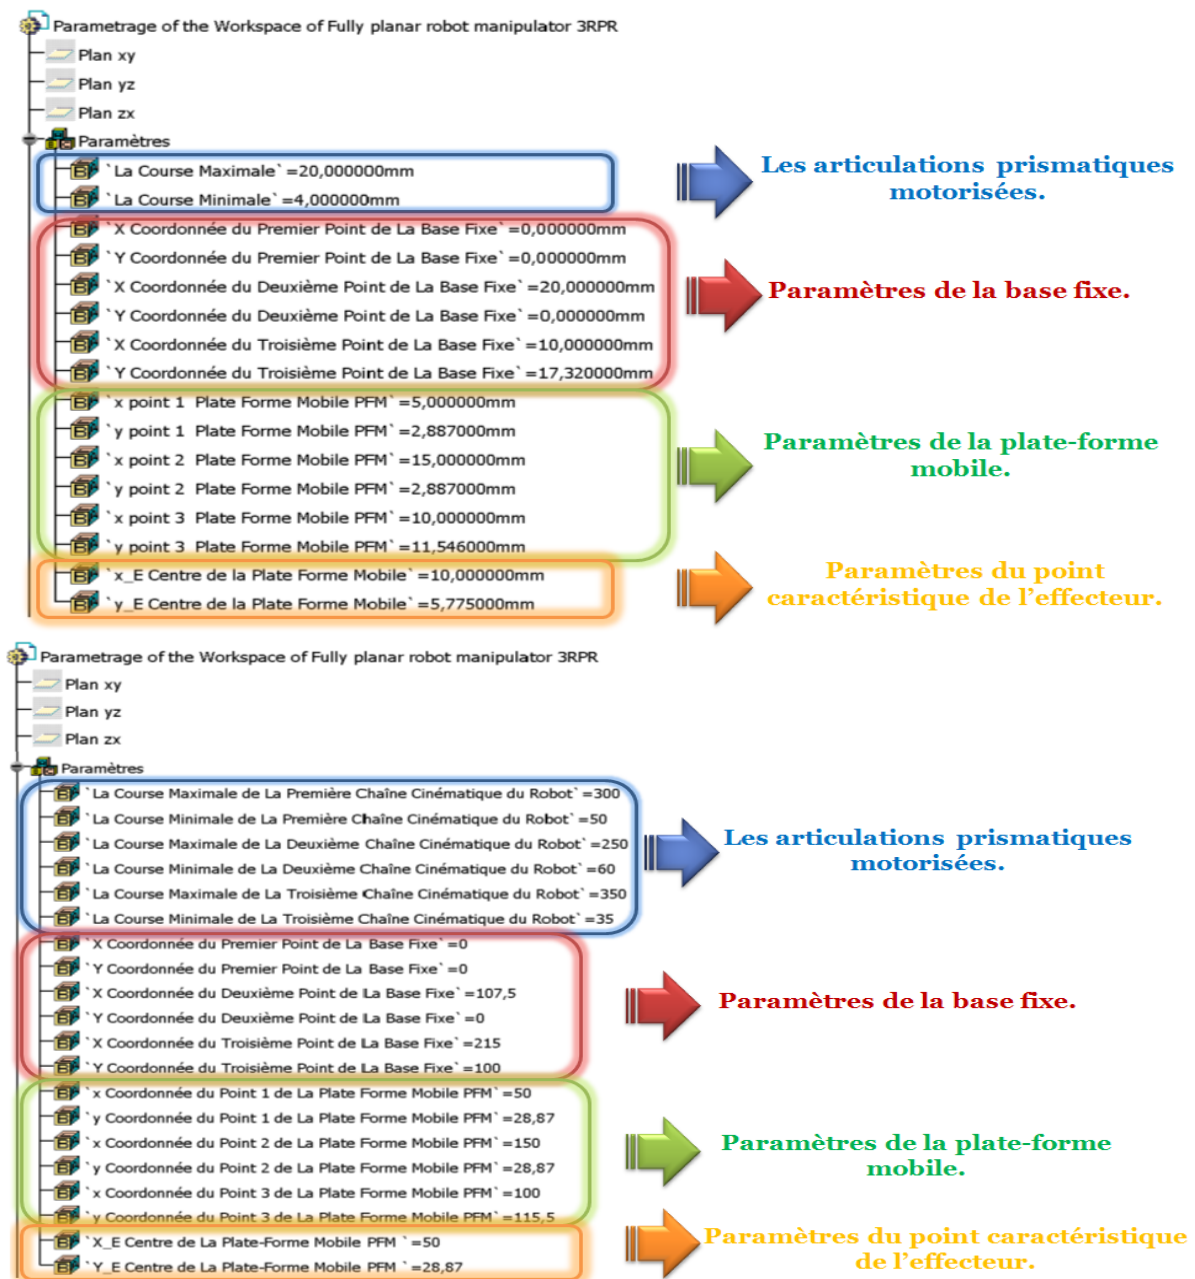 Parametrage of the Workspace of Fully planar robot manipulator 3RPR
Plan xy
Plan yz
Plan zx
Paramètres
`La Course Maximale`=20,000000mm
`La Course Minimale`=4,000000mm
Les articulations prismatiques
motorisées.
`X Coordonnée du Premier Point de La Base Fixe`=0,000000mm
`Y Coordonnée du Premier Point de La Base Fixe`=0,000000mm
`X Coordonnée du Deuxième Point de La Base Fixe`=20,000000mm
`Y Coordonnée du Deuxième Point de La Base Fixe`=0,000000mm
`X Coordonnée du Troisième Point de La Base Fixe`=10,000000mm
`Y Coordonnée du Troisième Point de La Base Fixe`=17,320000mm
Paramètres de la base fixe.
`x point 1 Plate Forme Mobile PFM`=5,000000mm
`y point 1 Plate Forme Mobile PFM`=2,887000mm
`x point 2 Plate Forme Mobile PFM`=15,000000mm
`y point 2 Plate Forme Mobile PFM`=2,887000mm
`x point 3 Plate Forme Mobile PFM`=10,000000mm
`y point 3 Plate Forme Mobile PFM`=11,546000mm
Paramètres de la plate-forme
mobile.
`x_E Centre de la Plate Forme Mobile`=10,000000mm
`y_E Centre de la Plate Forme Mobile`=5,775000mm
Paramètres du point
caractéristique de l'effecteur.
Parametrage of the Workspace of Fully planar robot manipulator 3RPR
Plan xy
Plan yz
Plan zx
Paramètres
`La Course Maximale de La Première Chaîne Cinématique du Robot`=300
`La Course Minimale de La Première Chaîne Cinématique du Robot`=50
`La Course Maximale de La Deuxième Chaîne Cinématique du Robot`=250
`La Course Minimale de La Deuxième Chaîne Cinématique du Robot`=60
`La Course Maximale de La Troisième Chaîne Cinématique du Robot`=350
`La Course Minimale de La Troisième Chaîne Cinématique du Robot`=35
Les articulations prismatiques
motorisées.
`X Coordonnée du Premier Point de La Base Fixe`=0
`Y Coordonnée du Premier Point de La Base Fixe`=0
`X Coordonnée du Deuxième Point de La Base Fixe`=107,5
`Y Coordonnée du Deuxième Point de La Base Fixe`=0
`X Coordonnée du Troisième Point de La Base Fixe`=215
`Y Coordonnée du Troisième Point de La Base Fixe`=100
Paramètres de la base fixe.
`x Coordonnée du Point 1 de La Plate Forme Mobile PFM`=50
`y Coordonnée du Point 1 de La Plate Forme Mobile PFM`=28,87
`x Coordonnée du Point 2 de La Plate Forme Mobile PFM`=150
`y Coordonnée du Point 2 de La Plate Forme Mobile PFM`=28,87
`x Coordonnée du Point 3 de La Plate Forme Mobile PFM`=100
`y Coordonnée du Point 3 de La Plate Forme Mobile PFM`=115,5
Paramètres de la plate-forme
mobile.
`X_E Centre de La Plate-Forme Mobile PFM `=50
`Y_E Centre de La Plate-Forme Mobile PFM `=28,87
Paramètres du point caractéristique
de l'effecteur.